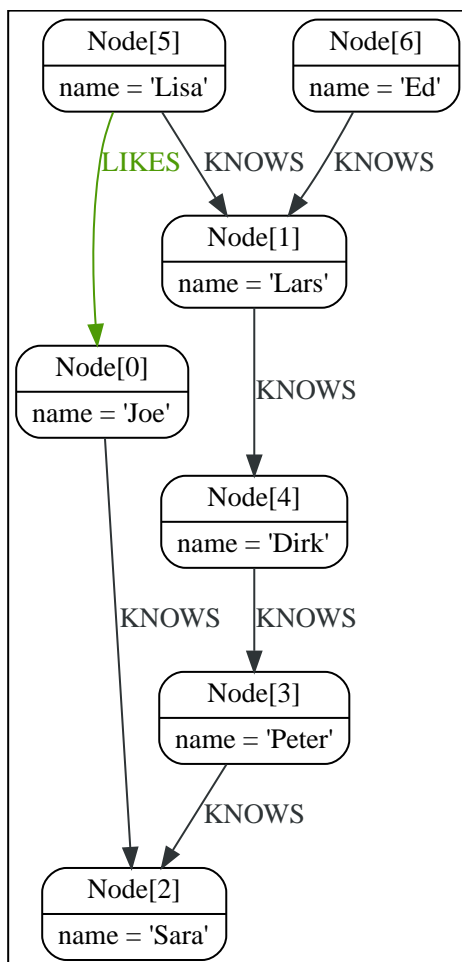 Node[5]
name = 'Lisa'
Node[6]
name = 'Ed'
LIKES
KNOWS
KNOWS
Node[1]
name = 'Lars'
Node[0]
name = 'Joe'
KNOWS
Node[4]
name = 'Dirk'
KNOWS
KNOWS
Node[3]
name = 'Peter'
KNOWS
Node[2]
name = 'Sara'